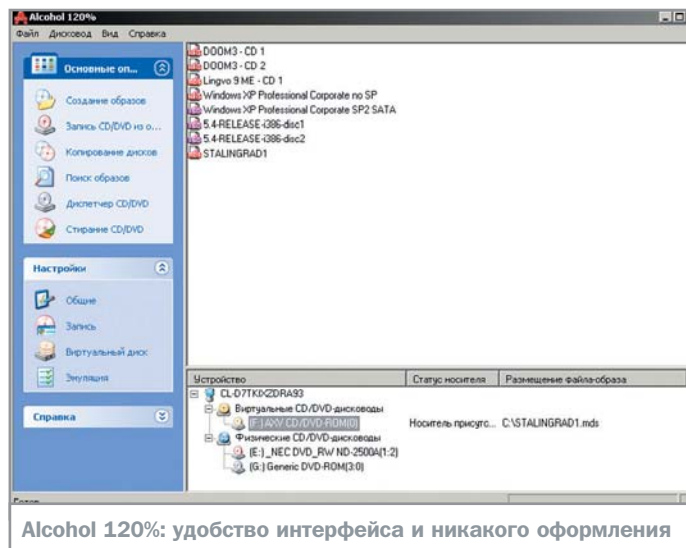 Alcohol 120%
Файл Дисковод Вид Справка
Основные оп...
Создание образов
Запись CD/DVD из о...
Копирование дисков
Поиск образов
Диспетчер CD/DVD
Стирание CD/DVD
Настройки
Общие
Запись
Виртуальный диск
Эмуляция
Справка
DOOM3 - CD 1
DOOM3 - CD 2
Lingvo 9 ME - CD 1
Windows XP Professional Corporate no SP
Windows XP Professional Corporate SP2 SATA
5.4-RELEASE-i386-disc1
5.4-RELEASE-i386-disc2
STALINGRAD1
Устройство Статус носителя Размещение файла-образа
CL-D7TKIXZDRA93
Виртуальные CD/DVD-дисководы
(F:) AXV CD/DVD-ROM(0) Носитель присутс... C:\STALINGRAD1.mds
Физические CD/DVD-дисководы
(E:) _NEC DVD_RW ND-2500A(1:2)
(G:) Generic DVD-ROM(3:0)
Alcohol 120%: удобство интерфейса и никакого оформления